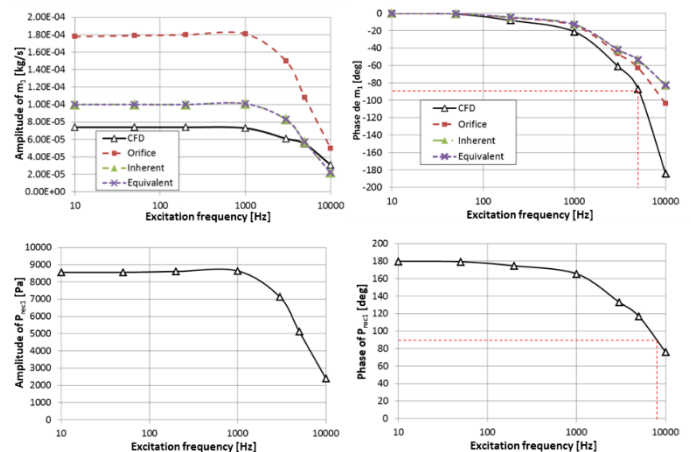 Amplitude of ṁ₁ [kg/s]
2.00E-04
1.80E-04
1.60E-04
1.40E-04
1.20E-04
1.00E-04
8.00E-05
6.00E-05
4.00E-05
2.00E-05
0.00E+00
CFD
Orifice
Inherent
Equivalent
10 100 1000 10000
Excitation frequency [Hz]
Phase de ṁ₁ [deg]
0
-20
-40
-60
-80
-100
-120
-140
-160
-180
-200
CFD
Orifice
Inherent
Equivalent
10 100 1000 10000
Excitation frequency [Hz]
Amplitude of Prec1 [Pa]
10000
9000
8000
7000
6000
5000
4000
3000
2000
1000
0
10 100 1000 10000
Excitation frequency [Hz]
Phase of Prec1 [deg]
200
180
160
140
120
100
80
60
40
20
0
10 100 1000 10000
Excitation frequency [Hz]